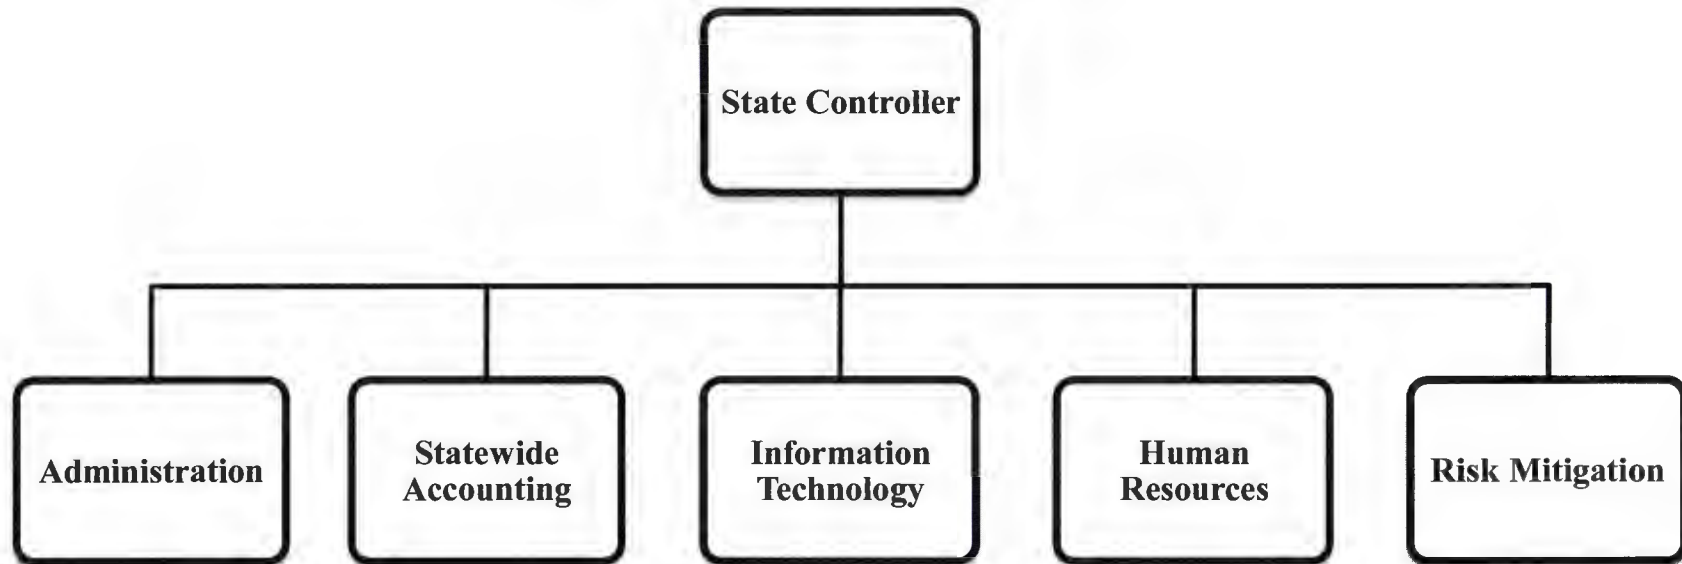 State Controller
Administration
Statewide
Accounting
Information
Technology
Human
Resources
Risk Mitigation